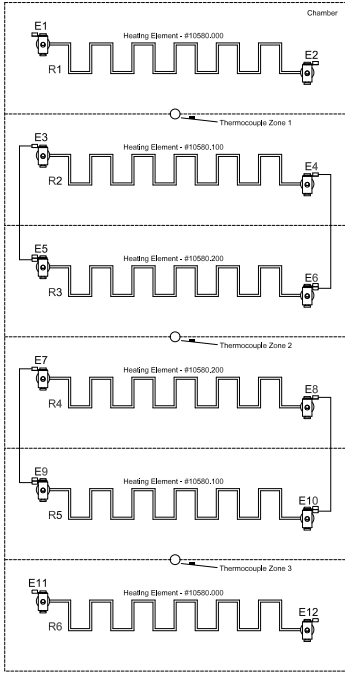 Chamber
E1
Heating Element - #10580.000
E2
R1
Thermocouple Zone 1
E3
Heating Element - #10580.100
E4
R2
E5
Heating Element - #10580.200
E6
R3
Thermocouple Zone 2
E7
Heating Element - #10580.200
E8
R4
E9
Heating Element - #10580.100
E10
R5
Thermocouple Zone 3
E11
Heating Element - #10580.000
E12
R6